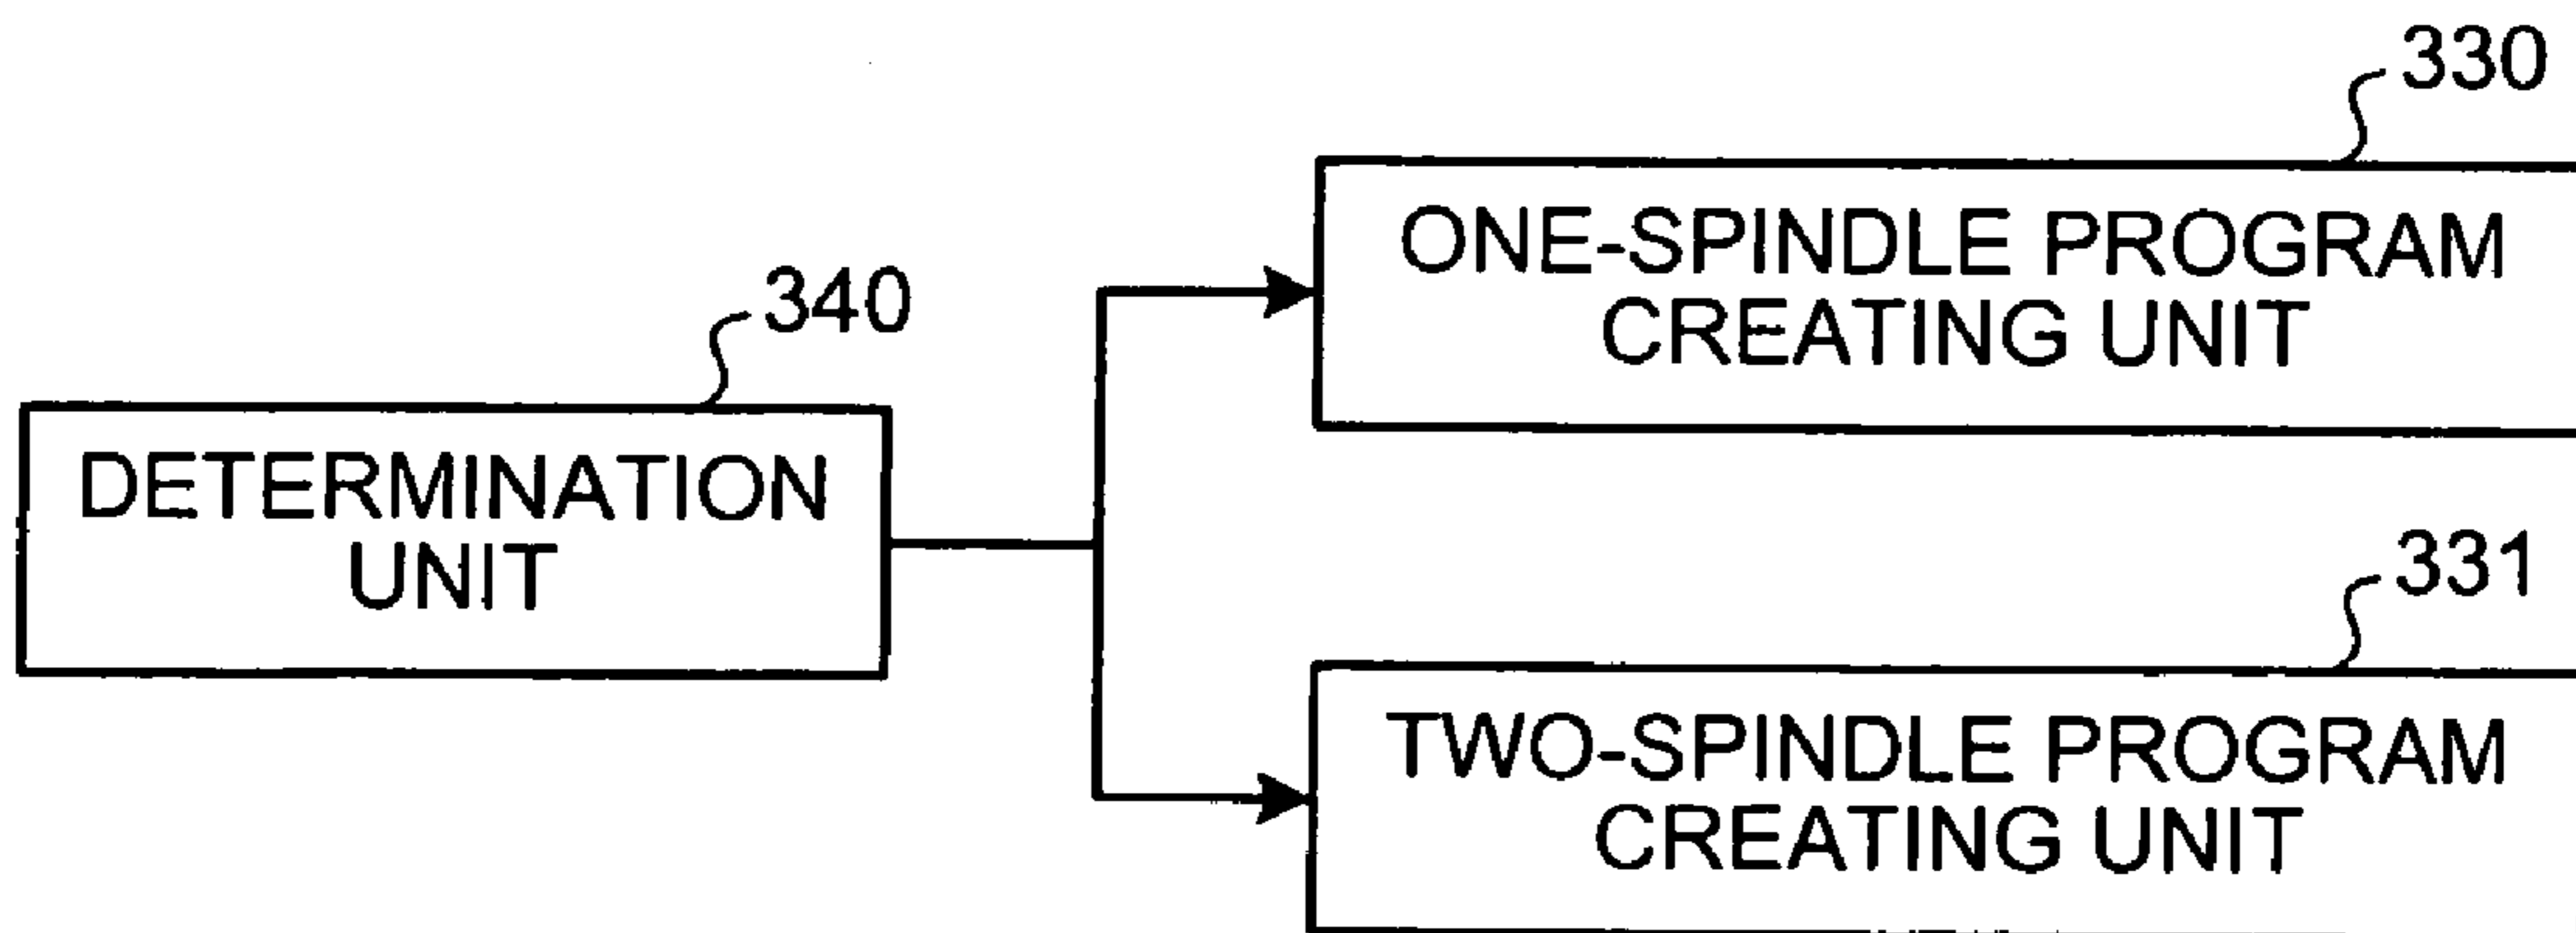 330
ONE-SPINDLE PROGRAM
CREATING UNIT
340
DETERMINATION
UNIT
331
TWO-SPINDLE PROGRAM
CREATING UNIT